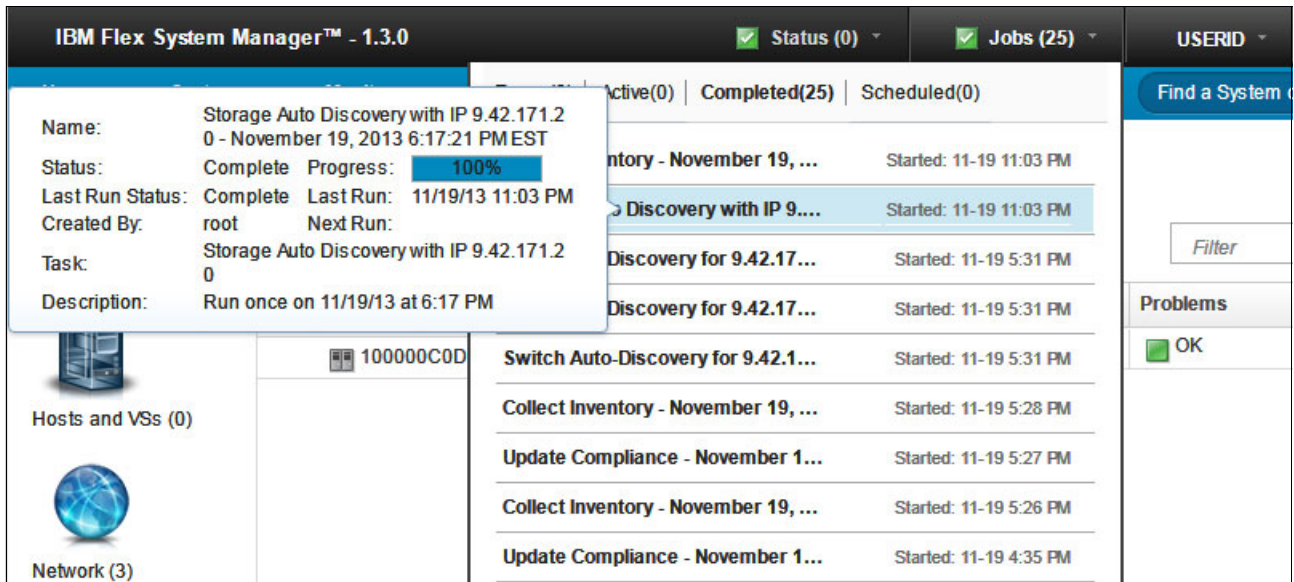 IBM Flex System Manager™ - 1.3.0
Status (0)
Jobs (25)
USERID
Active(0) | Completed(25) | Scheduled(0)
Find a System
Name: Storage Auto Discovery with IP 9.42.171.2
0 - November 19, 2013 6:17:21 PM EST
Status: Complete Progress: 100%
Last Run Status: Complete Last Run: 11/19/13 11:03 PM
Created By: root Next Run:
Task: Storage Auto Discovery with IP 9.42.171.2
0
Description: Run once on 11/19/13 at 6:17 PM
ntory - November 19, ... Started: 11-19 11:03 PM
Discovery with IP 9.... Started: 11-19 11:03 PM
Discovery for 9.42.17... Started: 11-19 5:31 PM
Discovery for 9.42.17... Started: 11-19 5:31 PM
Switch Auto-Discovery for 9.42.1... Started: 11-19 5:31 PM
Collect Inventory - November 19, ... Started: 11-19 5:28 PM
Update Compliance - November 1... Started: 11-19 5:27 PM
Collect Inventory - November 19, ... Started: 11-19 5:26 PM
Update Compliance - November 1... Started: 11-19 4:35 PM
Filter
Problems
OK
100000C0D
Hosts and VSs (0)
Network (3)